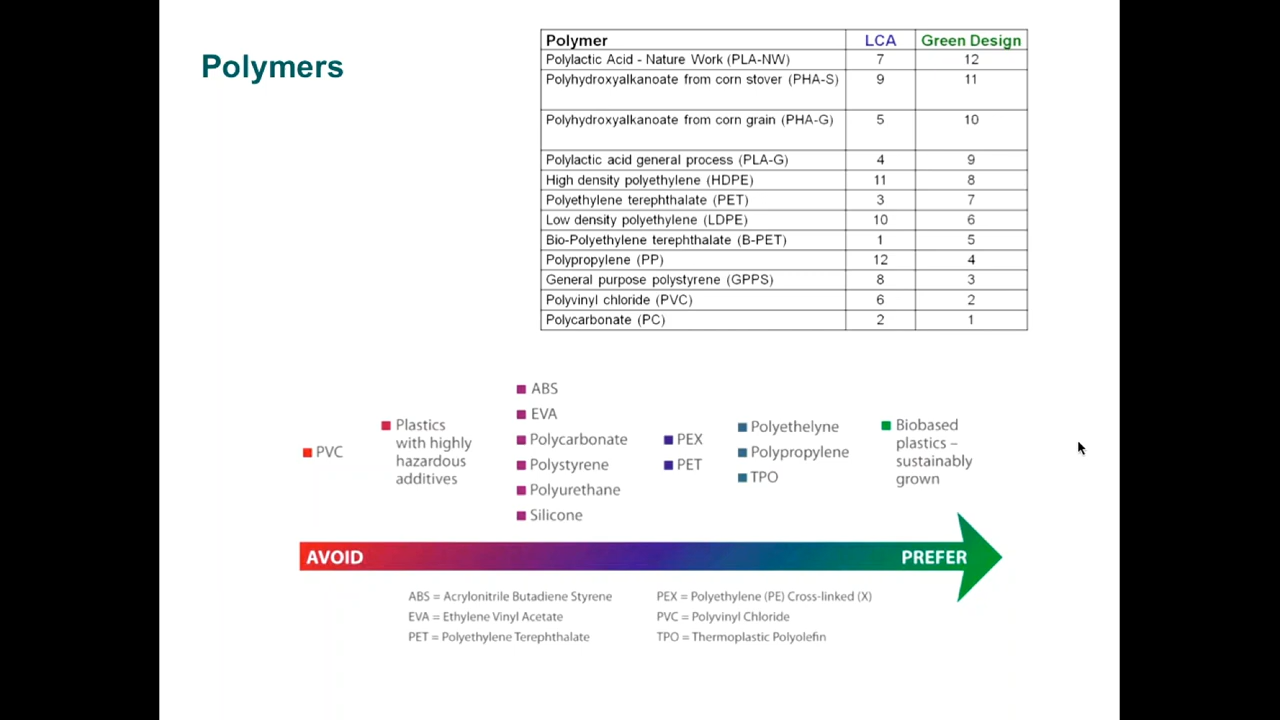 Polymers
Polymer LCA Green Design
Polylactic Acid - Nature Work (PLA-NW) 7 12
Polyhydroxyalkanoate from corn stover (PHA-S) 9 11
Polyhydroxyalkanoate from corn grain (PHA-G) 5 10
Polylactic acid general process (PLA-G) 4 9
High density polyethylene (HDPE) 11 8
Polyethylene terephthalate (PET) 3 7
Low density polyethylene (LDPE) 10 6
Bio-Polyethylene terephthalate (B-PET) 1 5
Polypropylene (PP) 12 4
General purpose polystyrene (GPPS) 8 3
Polyvinyl chloride (PVC) 6 2
Polycarbonate (PC) 2 1
PVC
Plastics
with highly
hazardous
additives
ABS
EVA
Polycarbonate
Polystyrene
Polyurethane
Silicone
PEX
PET
Polyethelyne
Polypropylene
TPO
Biobased
plastics –
sustainably
grown
AVOID PREFER
ABS = Acrylonitrile Butadiene Styrene
EVA = Ethylene Vinyl Acetate
PET = Polyethylene Terephthalate
PEX = Polyethylene (PE) Cross-linked (X)
PVC = Polyvinyl Chloride
TPO = Thermoplastic Polyolefin